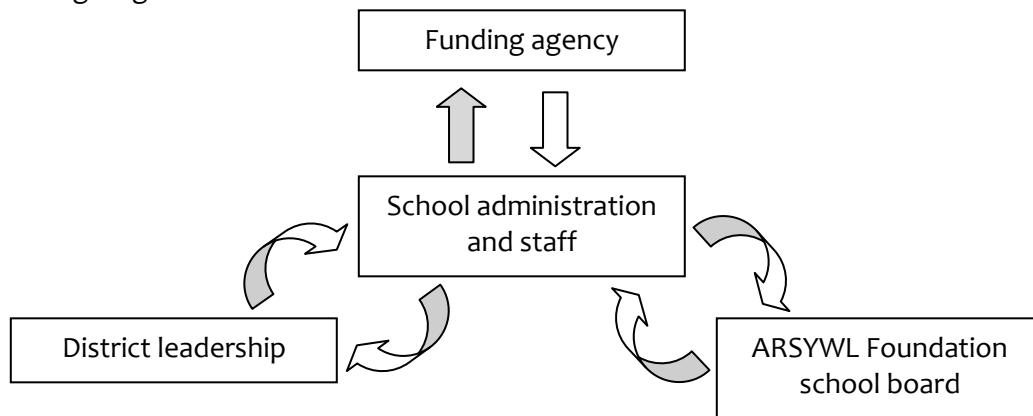 Funding agency
School administration
and staff
District leadership
ARSYWL Foundation
school board